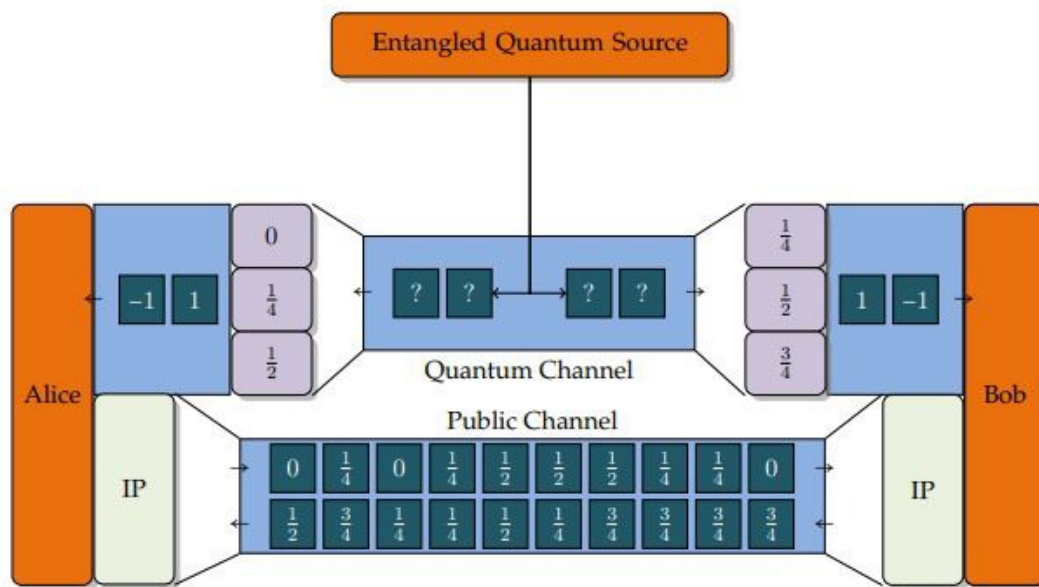 Entangled Quantum Source
0
1/4
1/4
-1 1
1/4
? ? ? ?
1/2
1 -1
1/2
3/4
Quantum Channel
Alice
Bob
Public Channel
0 1/4 0 1/4 1/2 1/2 1/2 1/4 1/4 0
IP
IP
1/2 3/4 1/4 1/4 1/2 1/4 3/4 3/4 3/4 3/4